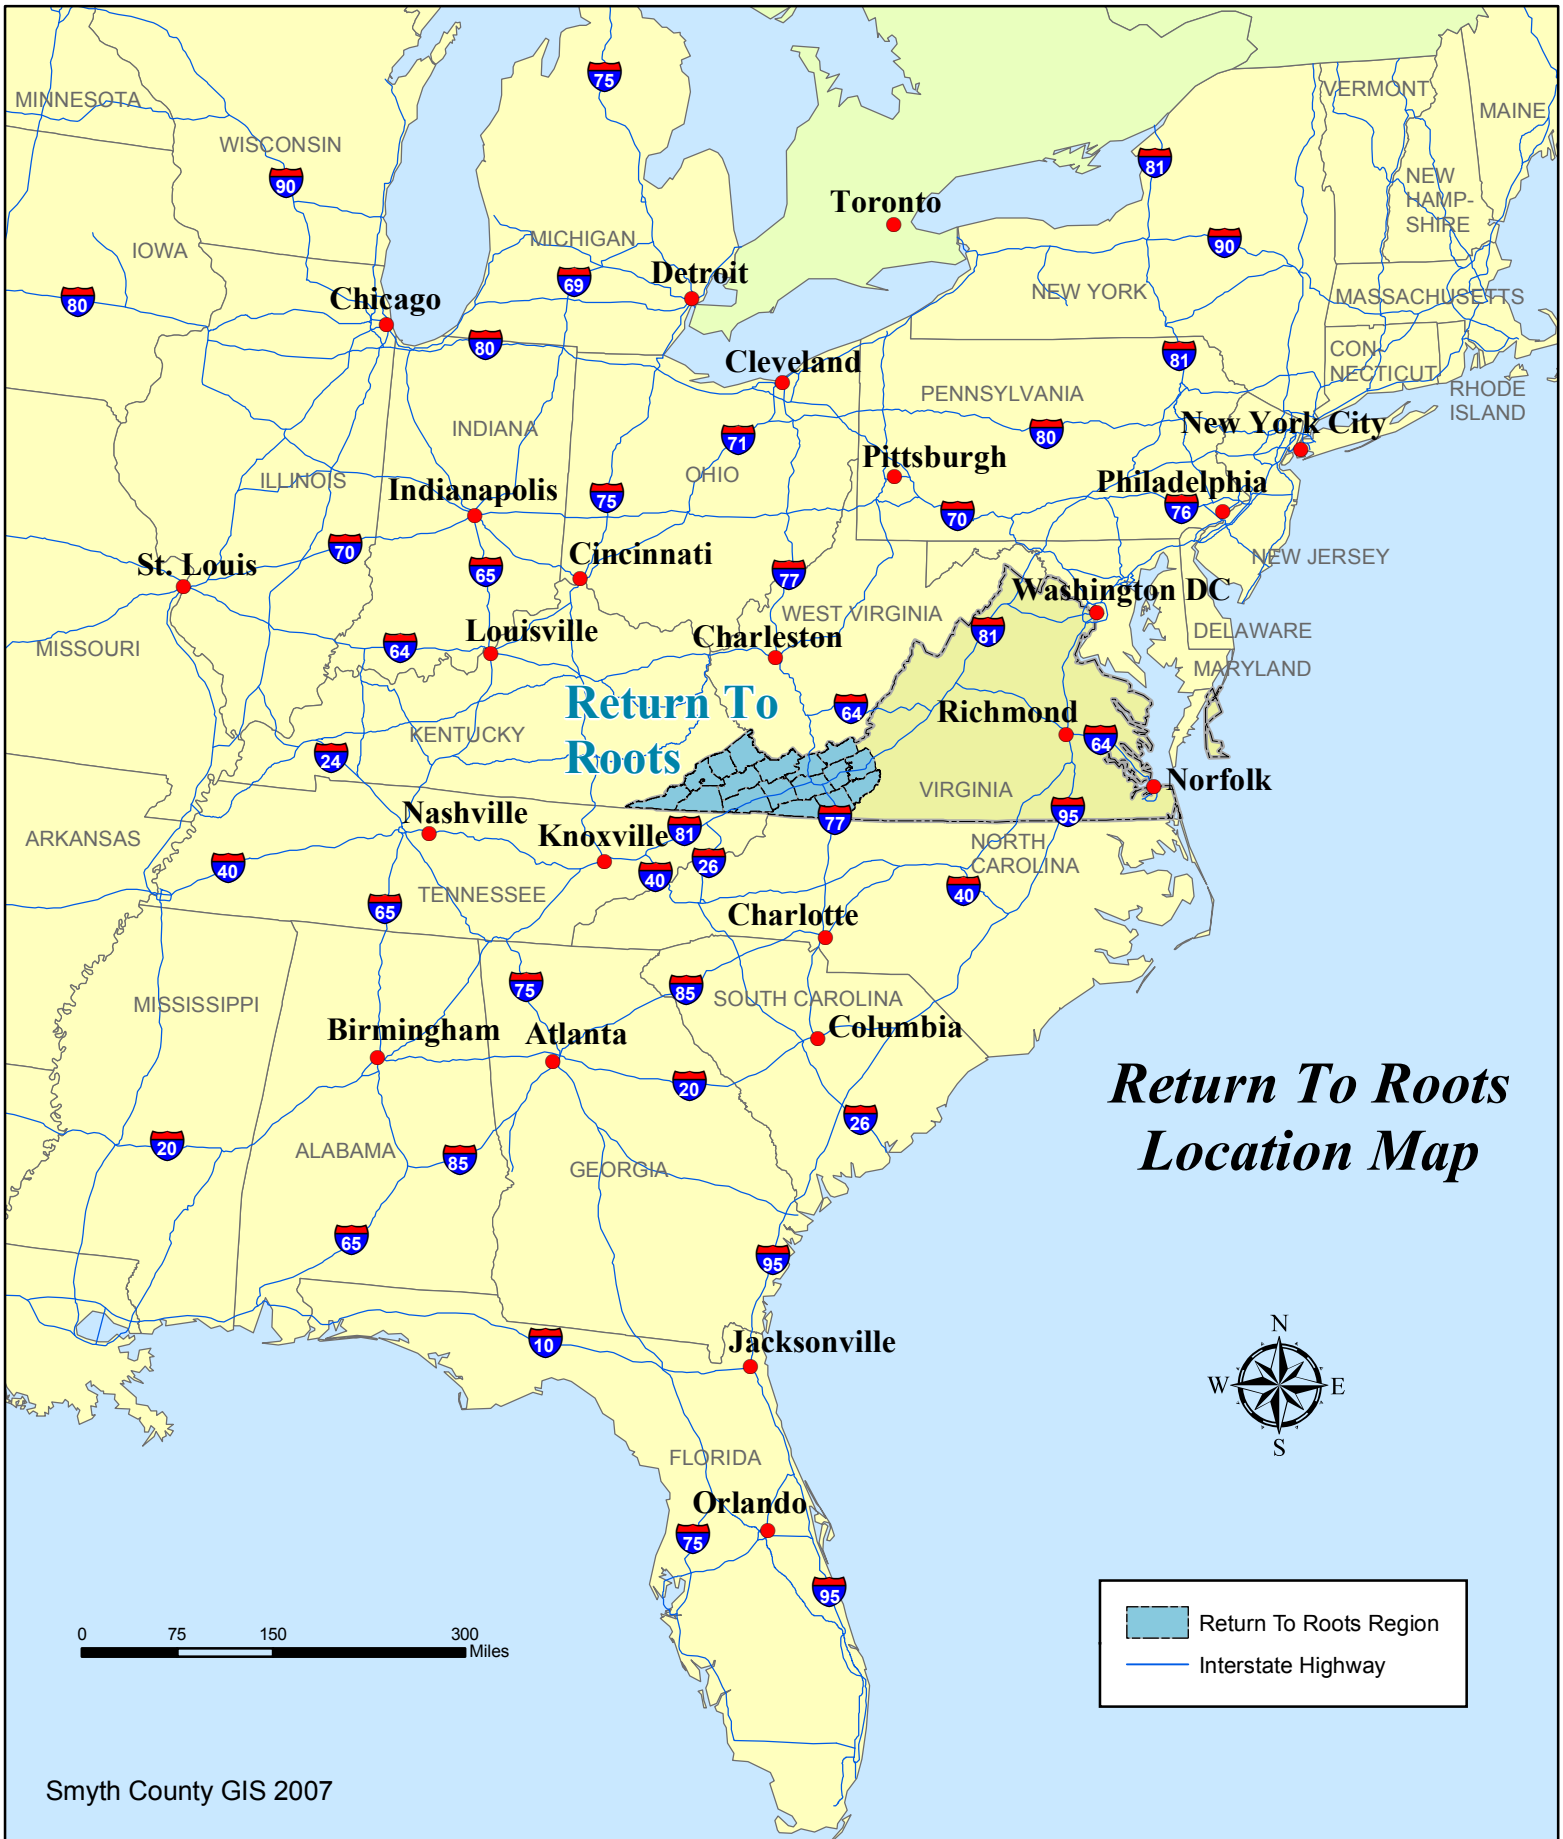 75
MINNESOTA
VERMONT
MAINE
WISCONSIN
90
81
NEW
HAMP-
SHIRE
Toronto
IOWA
MICHIGAN
90
Detroit
69
NEW YORK
MASSACHUSETTS
80
Chicago
80
81
CON-
NECTICUT
Cleveland
PENNSYLVANIA
RHODE
ISLAND
INDIANA
71
80
New York City
OHIO
Pittsburgh
ILLINOIS
Indianapolis
75
Philadelphia
76
70
70
St. Louis
65
Cincinnati
77
NEW JERSEY
Washington DC
WEST VIRGINIA
MISSOURI
64
Louisville
Charleston
81
DELAWARE
MARYLAND
Return To
Roots
64
Richmond
64
KENTUCKY
24
VIRGINIA
Norfolk
ARKANSAS
Nashville
Knoxville
81
77
95
NORTH
CAROLINA
40
40
26
40
TENNESSEE
65
Charlotte
MISSISSIPPI
75
85
SOUTH CAROLINA
Birmingham
Atlanta
Columbia
20
Return To Roots
Location Map
26
20
ALABAMA
85
GEORGIA
65
95
10
Jacksonville
N
W
E
S
FLORIDA
Orlando
75
95
0
75
150
300
Miles
Return To Roots Region
Interstate Highway
Smyth County GIS 2007